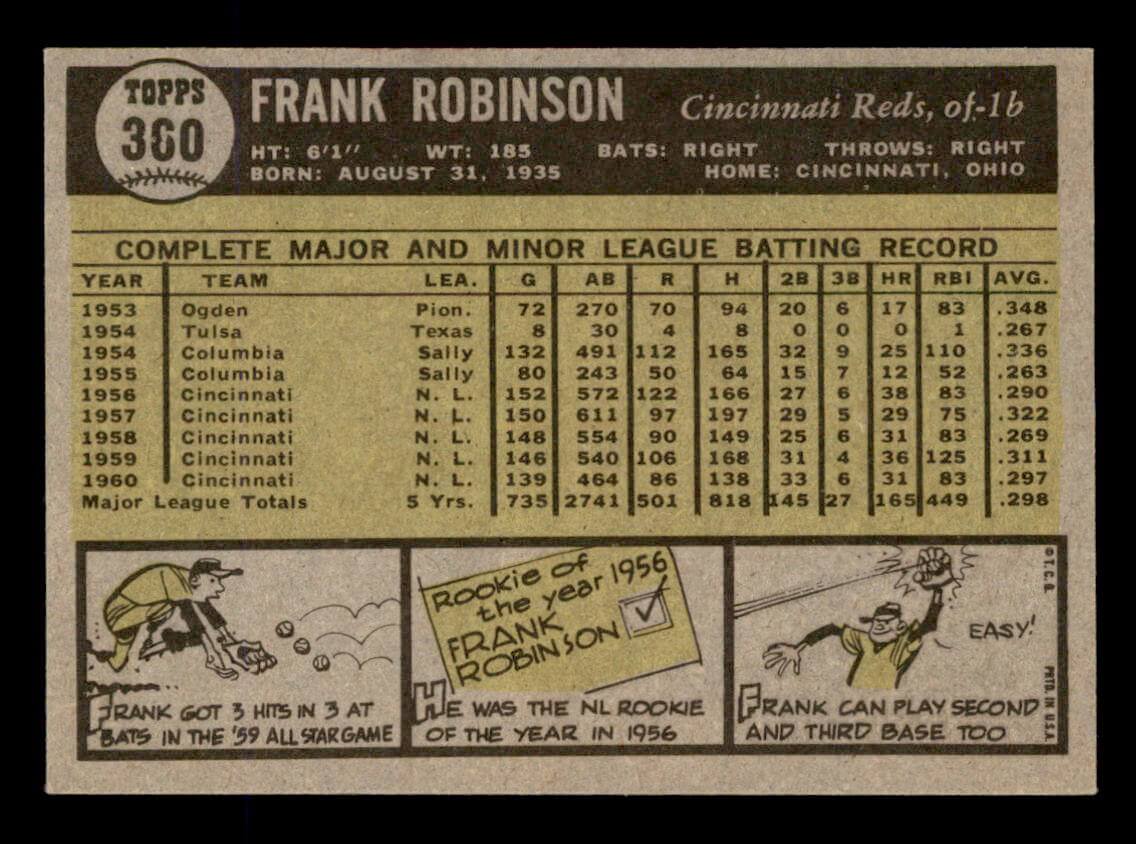 TOPPS
360
FRANK ROBINSON
Cincinnati Reds, of-1b
HT: 6'1" WT: 185 BATS: RIGHT THROWS: RIGHT
BORN: AUGUST 31, 1935 HOME: CINCINNATI, OHIO
COMPLETE MAJOR AND MINOR LEAGUE BATTING RECORD
YEAR TEAM LEA. G AB R H 2B 3B HR RBI AVG.
1953 Ogden Pion. 72 270 70 94 20 6 17 83 .348
1954 Tulsa Texas 8 30 4 8 0 0 0 1 .267
1954 Columbia Sally 132 491 112 165 32 9 25 110 .336
1955 Columbia Sally 80 243 50 64 15 7 12 52 .263
1956 Cincinnati N. L. 152 572 122 166 27 6 38 83 .290
1957 Cincinnati N. L. 150 611 97 197 29 5 29 75 .322
1958 Cincinnati N. L. 148 554 90 149 25 6 31 83 .269
1959 Cincinnati N. L. 146 540 106 168 31 4 36 125 .311
1960 Cincinnati N. L. 139 464 86 138 33 6 31 83 .297
Major League Totals 5 Yrs. 735 2741 501 818 145 27 165 449 .298
FRANK GOT 3 HITS IN 3 AT
BATS IN THE '59 ALL STAR GAME
ROOKIE OF
the year 1956
FRANK
ROBINSON
HE WAS THE NL ROOKIE
OF THE YEAR IN 1956
EASY!
FRANK CAN PLAY SECOND
AND THIRD BASE TOO
© T. C. G.
PRTD. IN U.S.A.